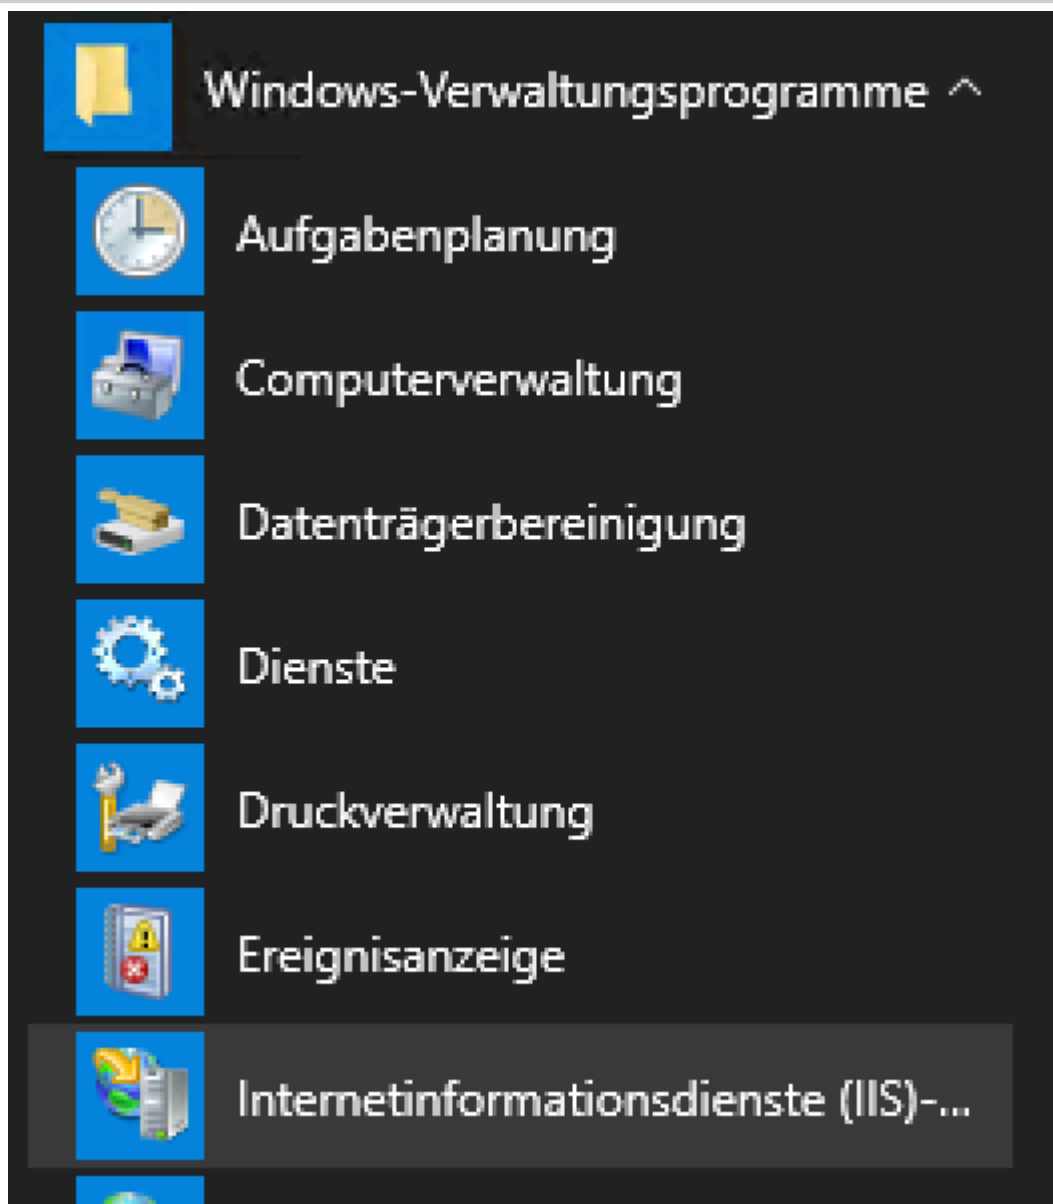 Windows-Verwaltungsprogramme
Aufgabenplanung
Computerverwaltung
Datenträgerbereinigung
Dienste
Druckverwaltung
Ereignisanzeige
Internetinformationsdienste (IIS)-...